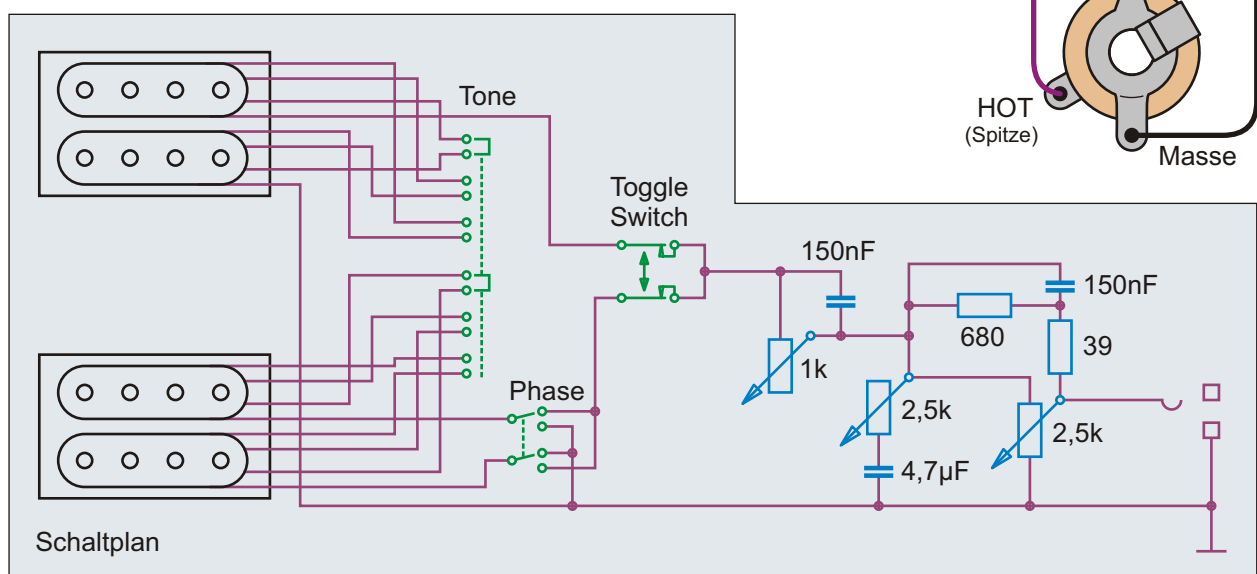 HOT
(Spitze)
Masse
Tone
Toggle
Switch
150nF
150nF
680
39
1k
Phase
2,5k
2,5k
4,7µF
Schaltplan